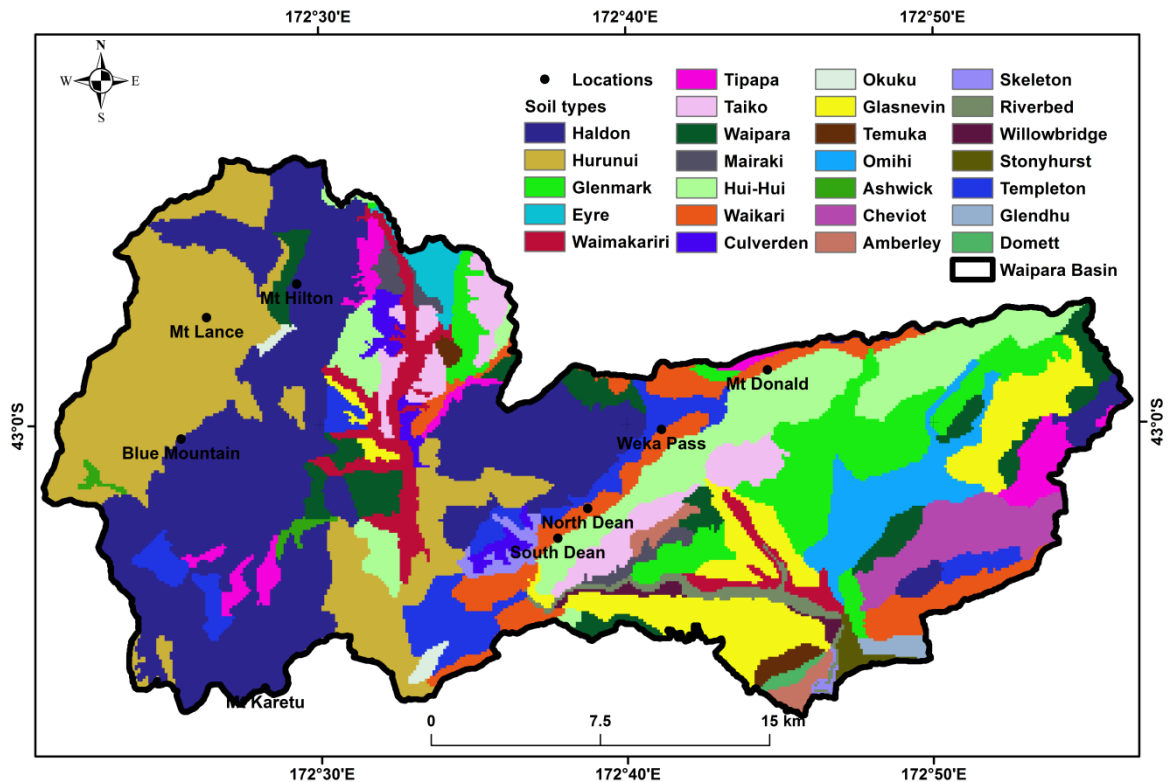 172°30'E 172°40'E 172°50'E
N
W E
S
Locations
Soil types
Haldon
Hurunui
Glenmark
Eyre
Waimakariri
Tipapa
Taiko
Waipara
Mairaki
Hui-Hui
Waikari
Culverden
Okuku
Glasnevin
Temuka
Omihi
Ashwick
Cheviot
Amberley
Skeleton
Riverbed
Willowbridge
Stonyhurst
Templeton
Glendhu
Domett
Waipara Basin
Mt Hilton
Mt Lance
Mt Donald
43°0'S 43°0'S
Weka Pass
Blue Mountain
North Dean
South Dean
Mt Karetu
0 7.5 15 km
172°30'E 172°40'E 172°50'E